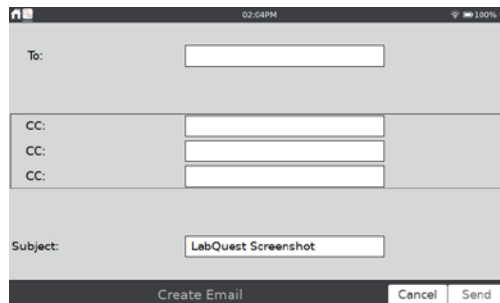 02:04PM 100%
To:
CC:
CC:
CC:
Subject: LabQuest Screenshot
Create Email Cancel Send